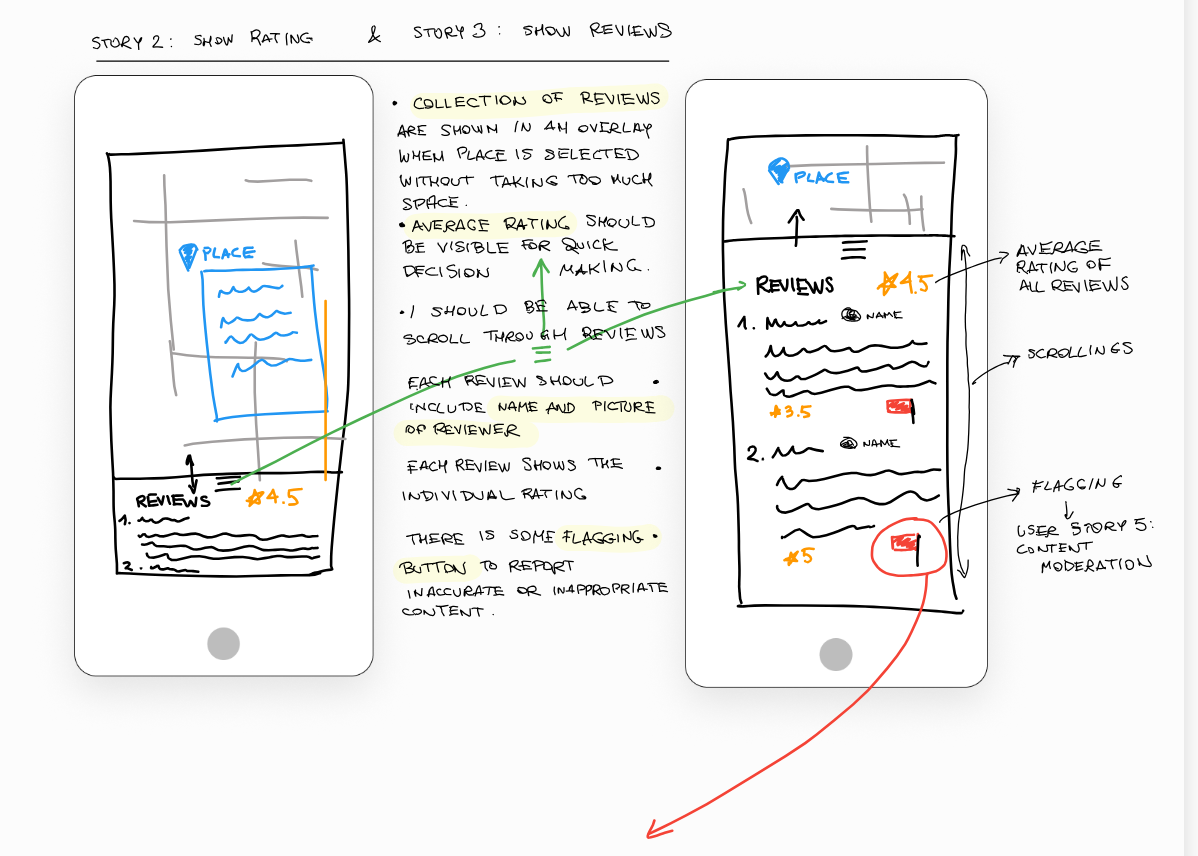 STORY 2: SHOW RATING & STORY 3: SHOW REVIEWS
PLACE
REVIEWS 4.5
1.
2.
• COLLECTION OF REVIEWS
ARE SHOWN IN AN OVERLAY
WHEN PLACE IS SELECTED
WITHOUT TAKING TOO MUCH
SPACE.
• AVERAGE RATING SHOULD
BE VISIBLE FOR QUICK
DECISION MAKING.
• I SHOULD BE ABLE TO
SCROLL THROUGH REVIEWS
EACH REVIEW SHOULD •
INCLUDE NAME AND PICTURE
OF REVIEWER
EACH REVIEW SHOWS THE •
INDIVIDUAL RATING
THERE IS SOME FLAGGING •
BUTTON TO REPORT
INACCURATE OR INAPPROPRIATE
CONTENT.
PLACE
REVIEWS 4.5
1. NAME
3.5
2. NAME
5
AVERAGE
RATING OF
ALL REVIEWS
SCROLLINGS
FLAGGING
USER STORY 5:
CONTENT
MODERATION